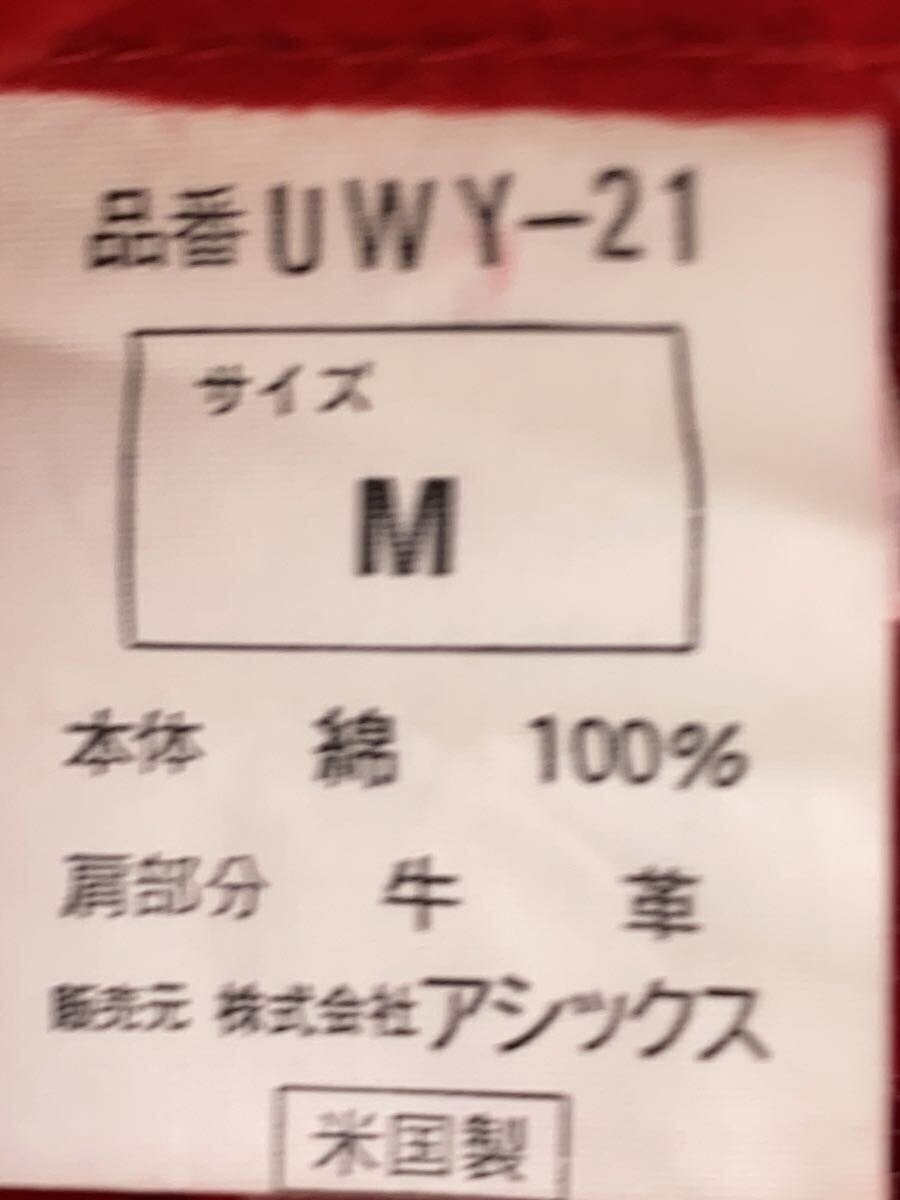 品番UWY-21
サイズ
M
本体 綿 100%
肩部分 牛革
販売元 株式会社アシックス
米国製